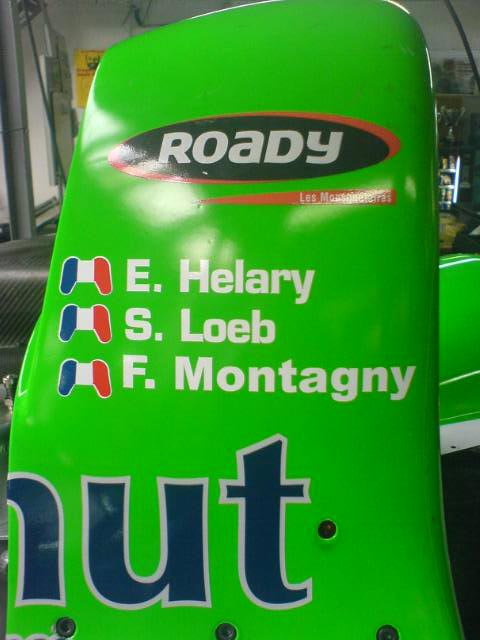 ROADY
Les Mousquetaires
E. Helary
S. Loeb
F. Montagny
nut